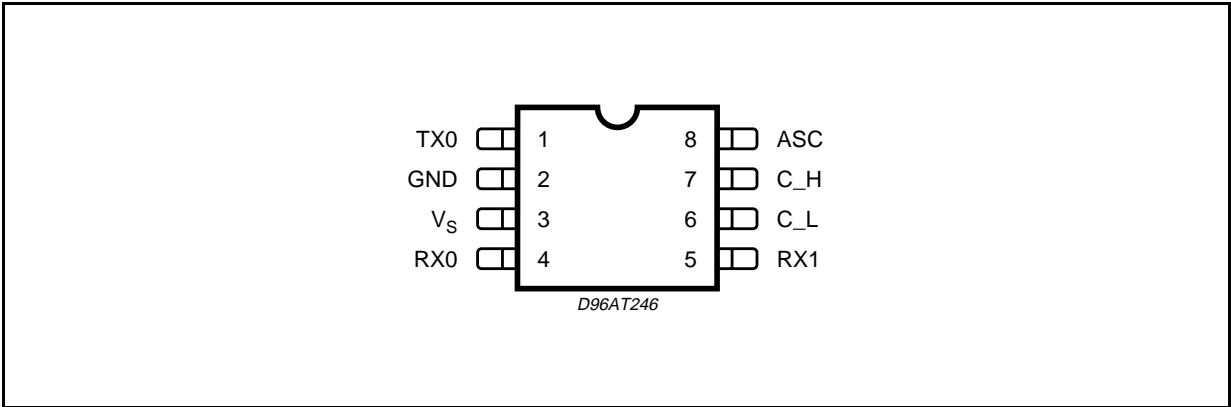 TX0 1 8 ASC
GND 2 7 C_H
VS 3 6 C_L
RX0 4 5 RX1
D96AT246